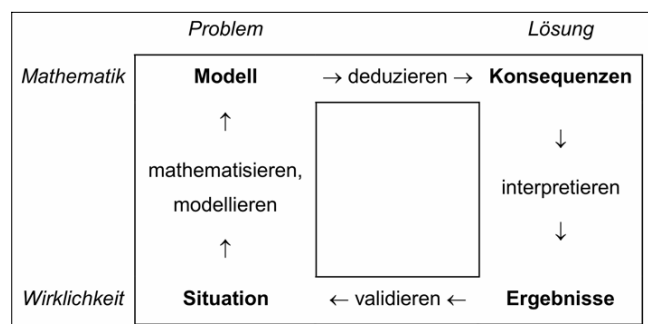 Problem Lösung
Mathematik Modell → deduzieren → Konsequenzen
↑ ↓
mathematisieren,
modellieren
interpretieren
↑ ↓
Wirklichkeit Situation ← validieren ← Ergebnisse